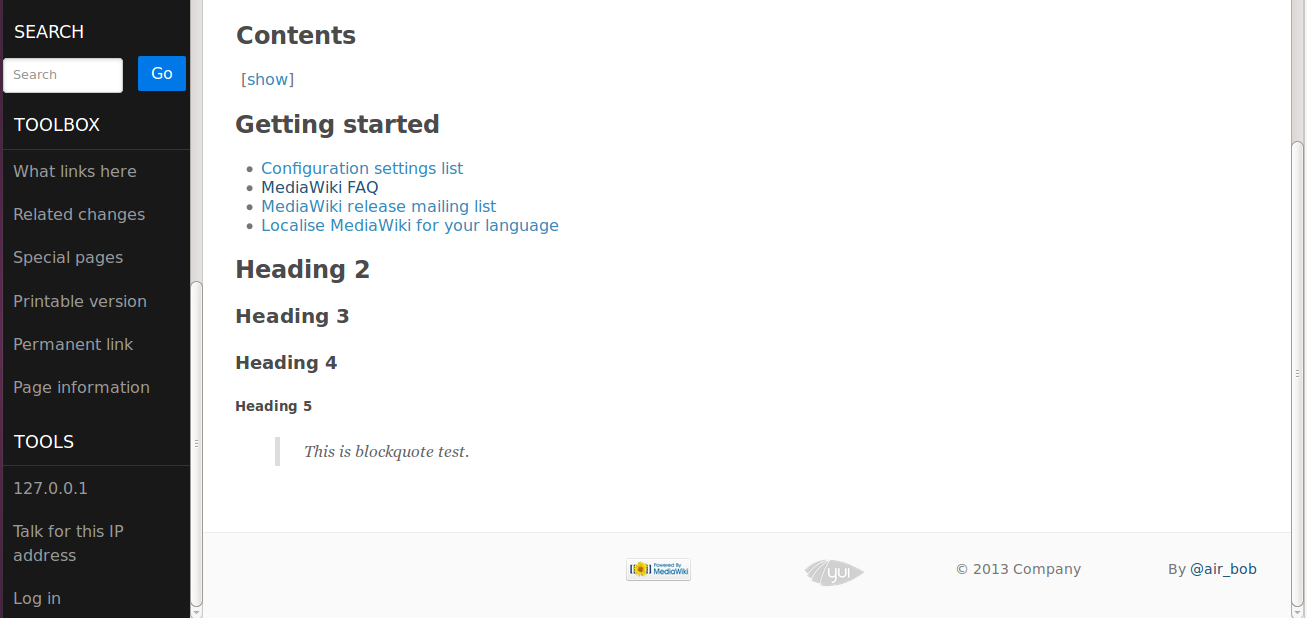 SEARCH
Search
Go
TOOLBOX
What links here
Related changes
Special pages
Printable version
Permanent link
Page information
TOOLS
127.0.0.1
Talk for this IP
address
Log in
Contents
[show]
Getting started
Configuration settings list
MediaWiki FAQ
MediaWiki release mailing list
Localise MediaWiki for your language
Heading 2
Heading 3
Heading 4
Heading 5
This is blockquote test.
Powered By
MediaWiki
yui
© 2013 Company
By @air_bob